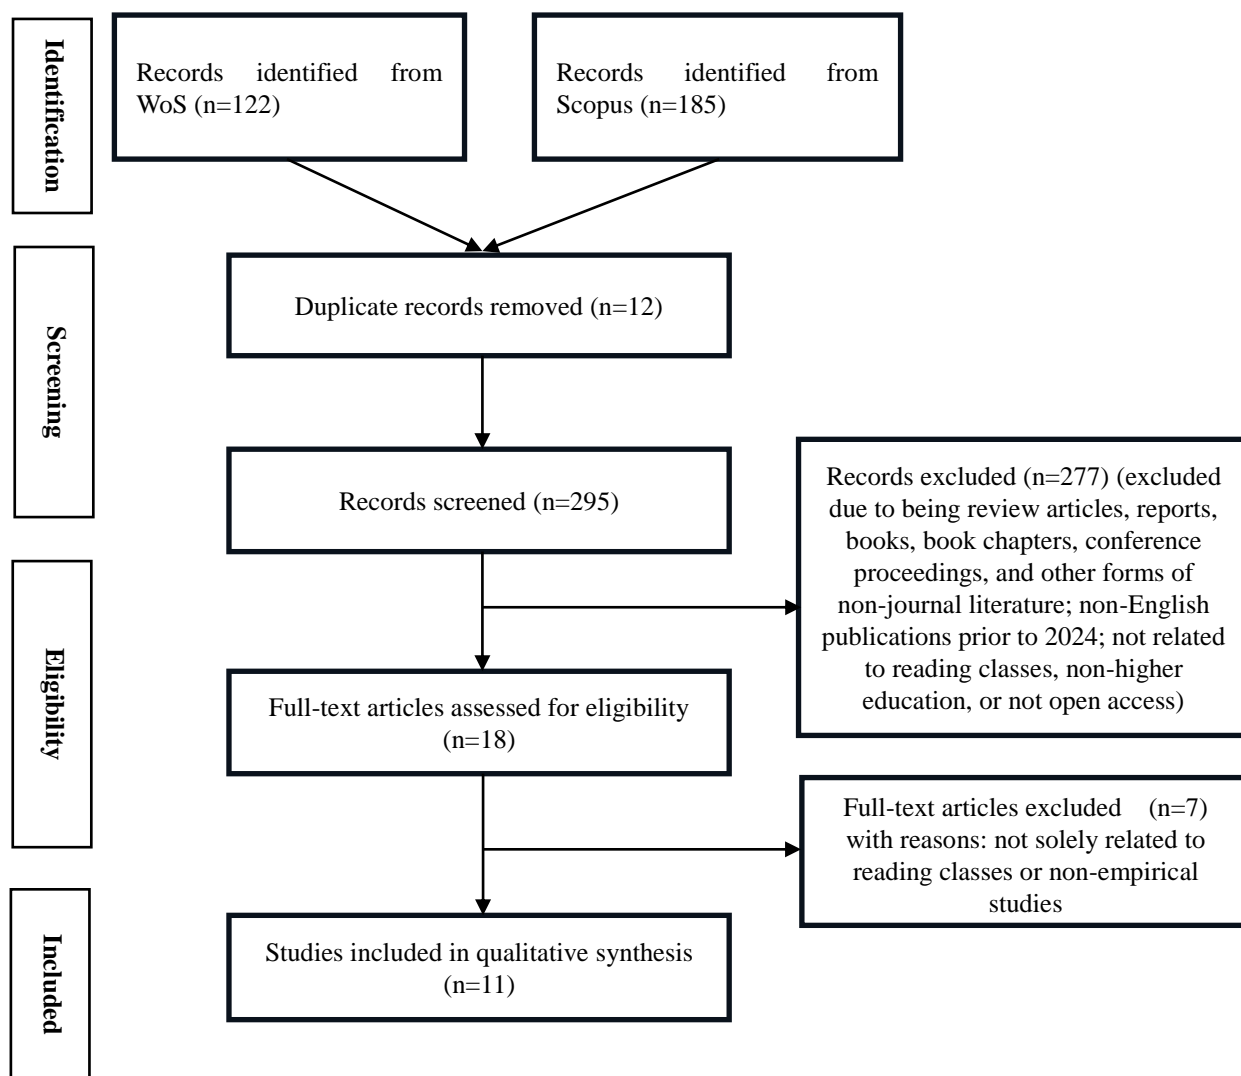 Identification
Records identified from
WoS (n=122)
Records identified from
Scopus (n=185)
Screening
Duplicate records removed (n=12)
Records screened (n=295)
Records excluded (n=277) (excluded
due to being review articles, reports,
books, book chapters, conference
proceedings, and other forms of
non-journal literature; non-English
publications prior to 2024; not related
to reading classes, non-higher
education, or not open access)
Eligibility
Full-text articles assessed for eligibility
(n=18)
Full-text articles excluded (n=7)
with reasons: not solely related to
reading classes or non-empirical
studies
Included
Studies included in qualitative synthesis
(n=11)